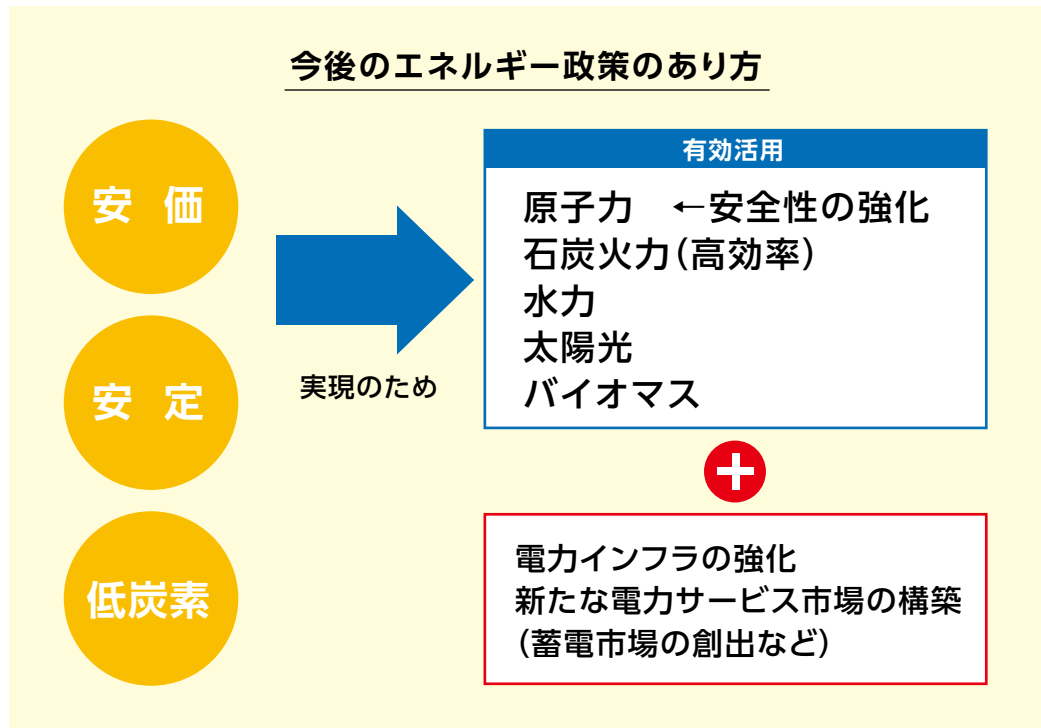 今後のエネルギー政策のあり方
安価
安定
低炭素
実現のため
有効活用
原子力　←安全性の強化
石炭火力（高効率）
水力
太陽光
バイオマス
電力インフラの強化
新たな電力サービス市場の構築
（蓄電市場の創出など）